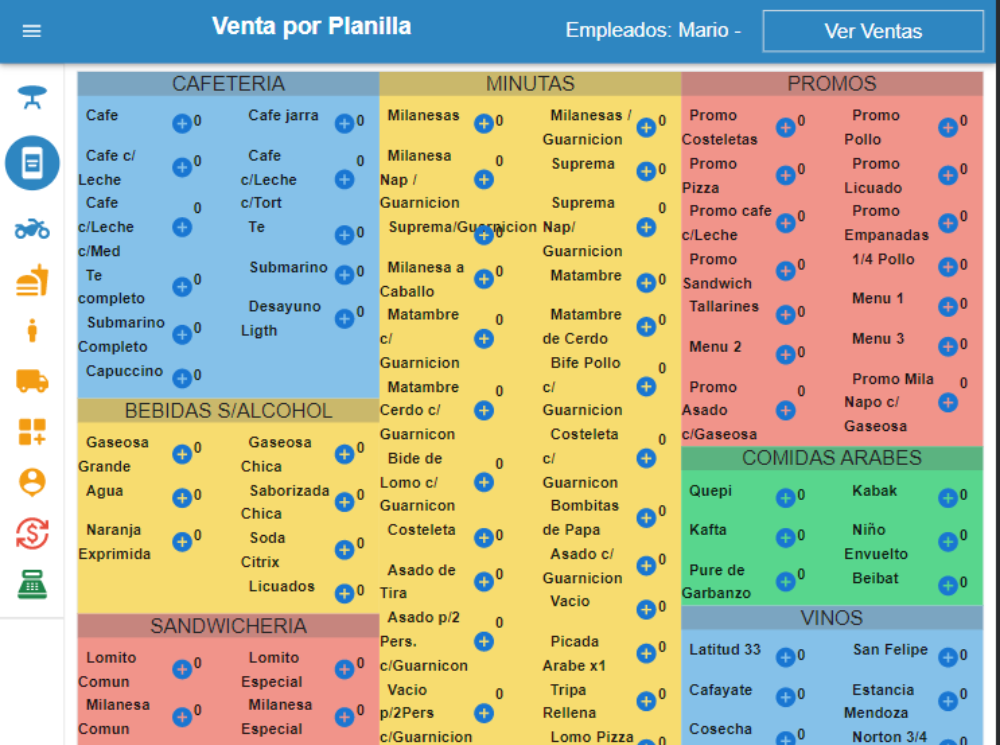 Venta por Planilla
Empleados: Mario -
Ver Ventas
CAFETERIA
Cafe
0
Cafe jarra
0
Cafe c/
Leche
0
Cafe
c/Leche
c/Tort
0
Cafe
c/Leche
c/Med
0
Te
0
Te
completo
0
Submarino
0
Submarino
Completo
0
Desayuno
Ligth
0
Capuccino
0
BEBIDAS S/ALCOHOL
Gaseosa
Grande
0
Gaseosa
Chica
0
Agua
0
Saborizada
Chica
0
Naranja
Exprimida
0
Soda
Citrix
0
Licuados
0
SANDWICHERIA
Lomito
Comun
0
Lomito
Especial
0
Milanesa
Comun
0
Milanesa
Especial
0
MINUTAS
Milanesas
0
Milanesas /
Guarnicion
0
Milanesa
Nap /
Guarnicion
0
Suprema
0
Suprema/Guarnicion
0
Suprema
Nap/
Guarnicion
0
Milanesa a
Caballo
0
Matambre
0
Matambre
c/
Guarnicion
0
Matambre
de Cerdo
0
Matambre
Cerdo c/
Guarnicon
0
Bife Pollo
c/
Guarnicion
0
Bide de
Lomo c/
Guarnicon
0
Costeleta
c/
Guarnicon
0
Costeleta
0
Bombitas
de Papa
0
Asado de
Tira
0
Asado c/
Guarnicion
0
Asado p/2
Pers.
c/Guarnicon
0
Vacio
0
Picada
Arabe x1
0
Vacio
p/2Pers
c/Guarnicion
0
Tripa
Rellena
0
Lomo Pizza
0
PROMOS
Promo
Costeletas
0
Promo
Pollo
0
Promo
Pizza
0
Promo
Licuado
0
Promo cafe
c/Leche
0
Promo
Empanadas
0
Promo
Sandwich
0
1/4 Pollo
0
Tallarines
0
Menu 1
0
Menu 2
0
Menu 3
0
Promo
Asado
c/Gaseosa
0
Promo Mila
Napo c/
Gaseosa
0
COMIDAS ARABES
Quepi
0
Kabak
0
Kafta
0
Niño
Envuelto
0
Pure de
Garbanzo
0
Beibat
0
VINOS
Latitud 33
0
San Felipe
0
Cafayate
0
Estancia
Mendoza
0
Cosecha
0
Norton 3/4
0